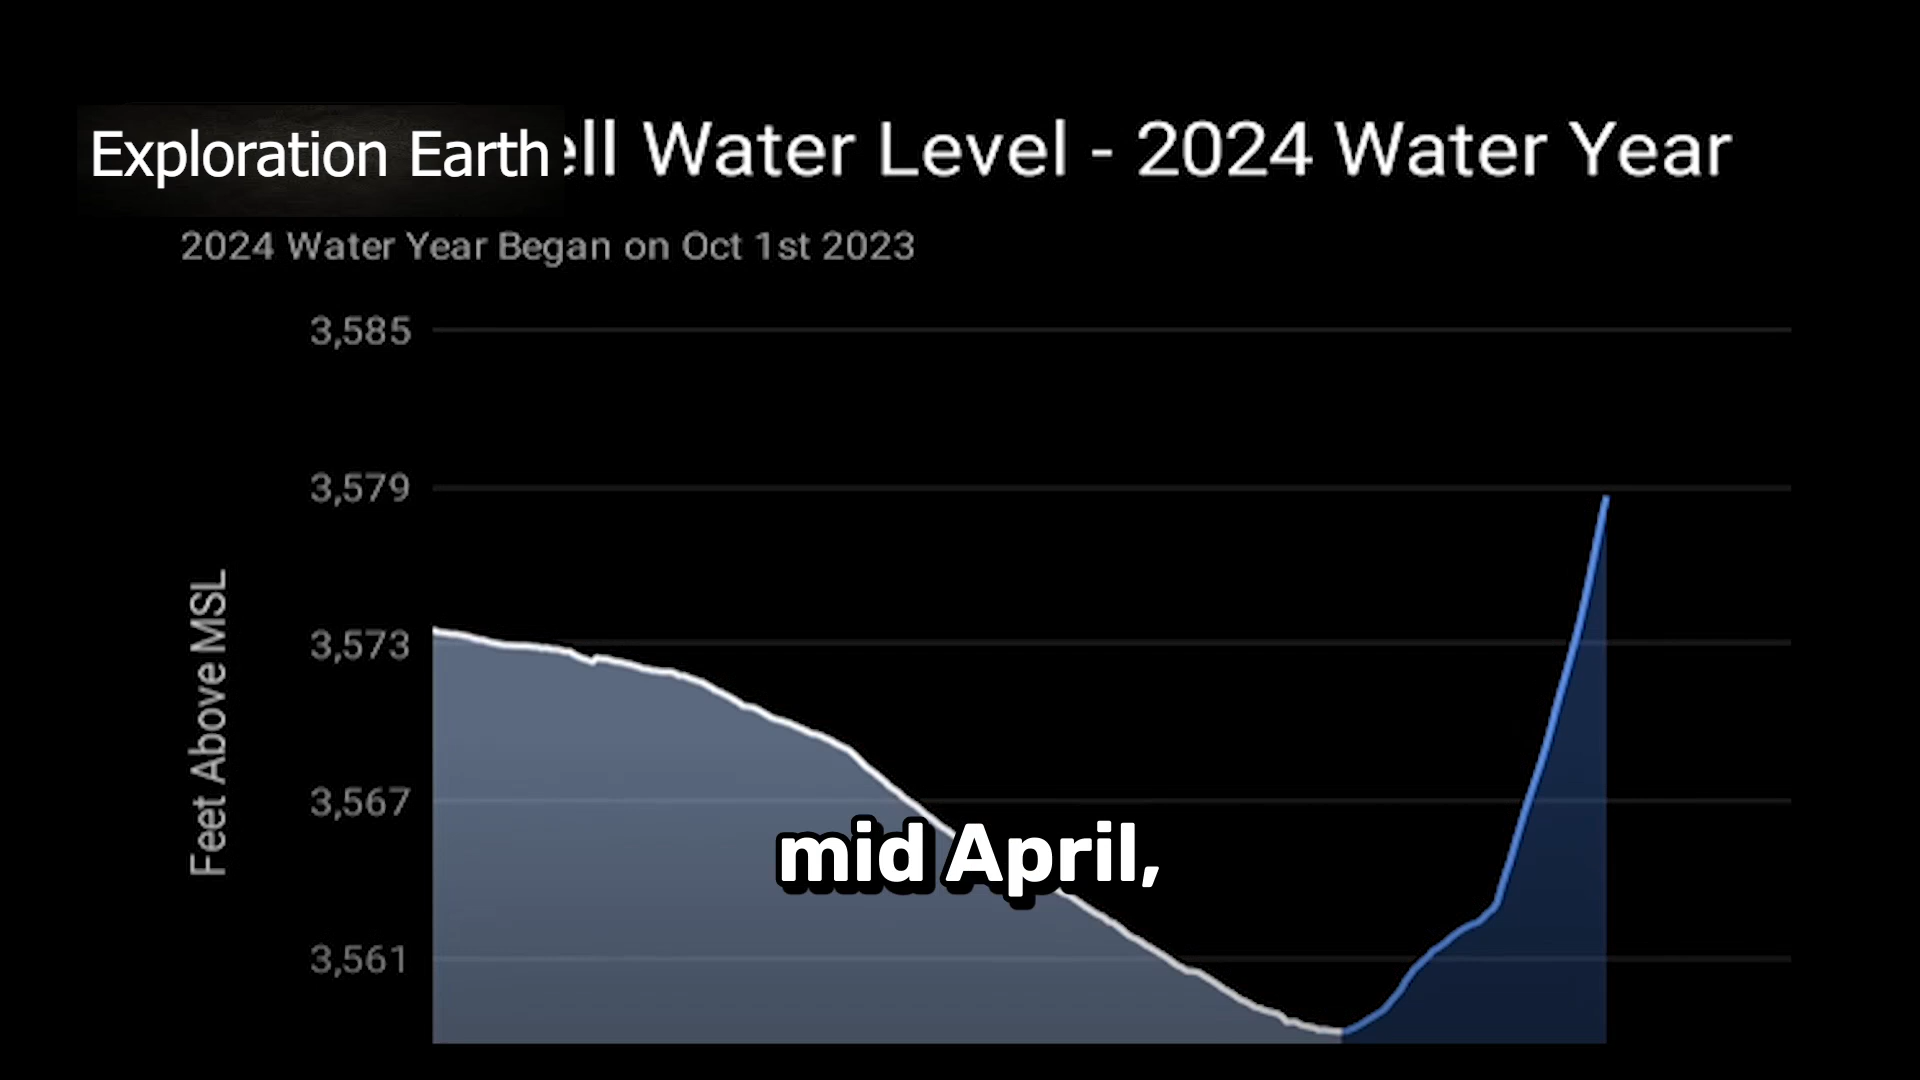 Exploration Earth
ell Water Level - 2024 Water Year
2024 Water Year Began on Oct 1st 2023
3,585
3,579
3,573
3,567
3,561
Feet Above MSL
mid April,